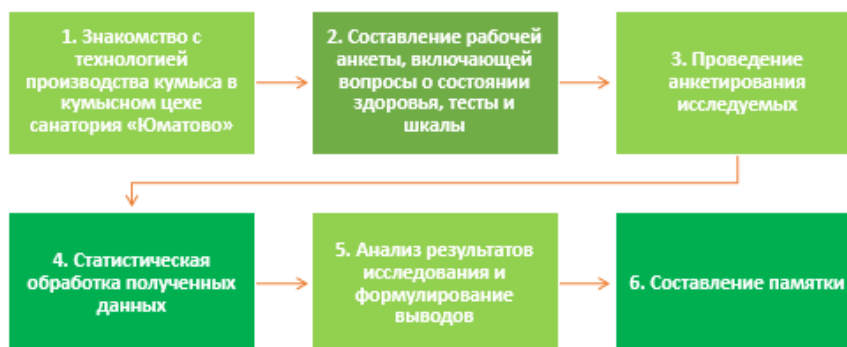 1. Знакомство с
технологией
производства кумыса в
кумысном цехе
санатория «Юматово»
2. Составление рабочей
анкеты, включающей
вопросы о состоянии
здоровья, тесты и
шкалы
3. Проведение
анкетирования
исследуемых
4. Статистическая
обработка полученных
данных
5. Анализ результатов
исследования и
формулирование
выводов
6. Составление памятки